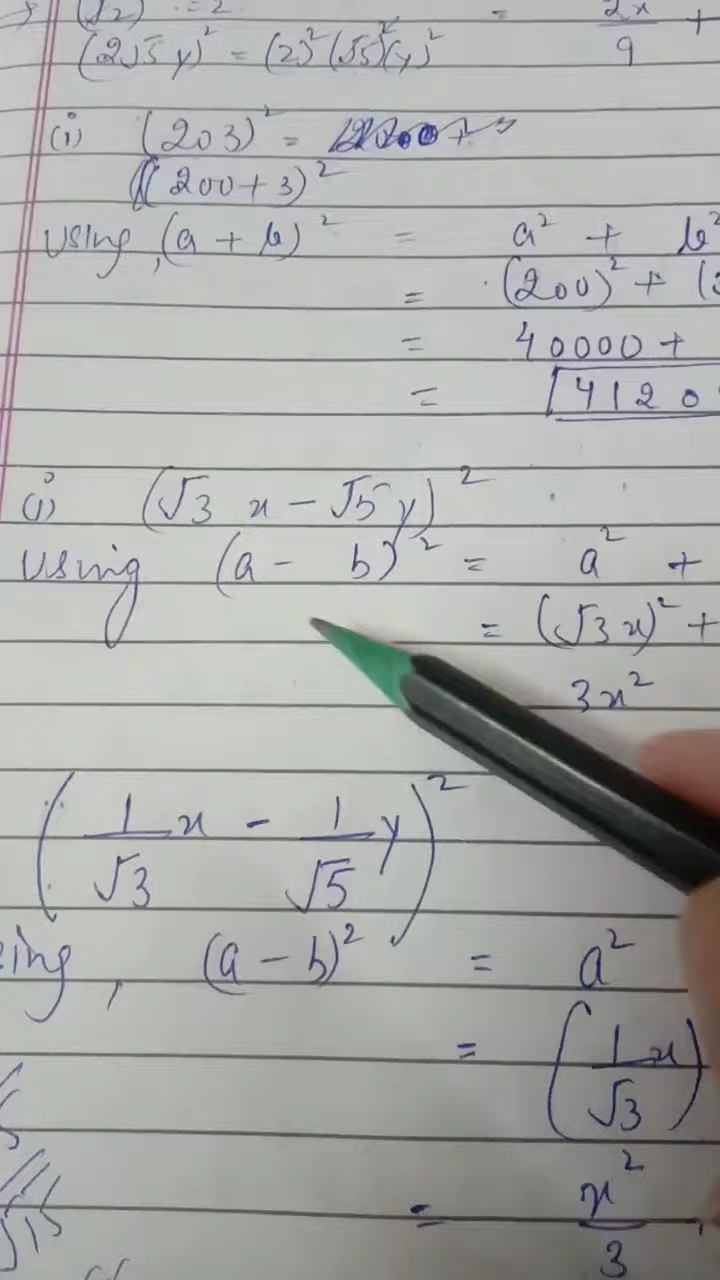 = 2 = 2x/9 +
(2√5 y)² = (2)² (√5)² (y)²
(i) (203)² =
(200+3)²
Using, (a + b)² = a² + b²
= (200)² + (
= 40000 +
= 4120
(i) (√3 x - √5 y)²
Using (a - b)² = a² +
= (√3 x)² +
3x²
(1/√3 x - 1/√5 y)²
ing, (a - b)² = a²
= (1/√3 x)
= x²/3